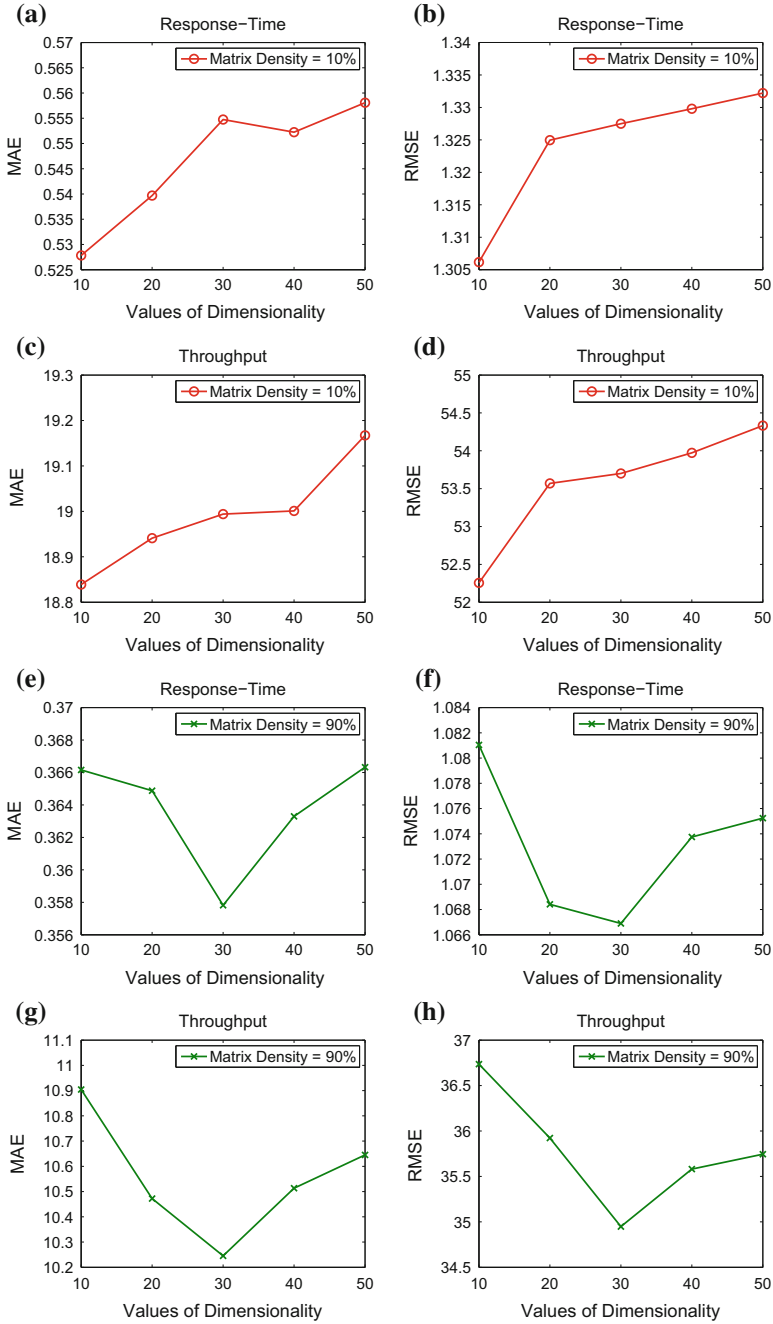 (a)
Response-Time
0.57
0.565
0.56
0.555
0.55
0.545
0.54
0.535
0.53
0.525
MAE
Matrix Density = 10%
10 20 30 40 50
Values of Dimensionality
(b)
Response-Time
1.34
1.335
1.33
1.325
1.32
1.315
1.31
1.305
RMSE
Matrix Density = 10%
10 20 30 40 50
Values of Dimensionality
(c)
Throughput
19.3
19.2
19.1
19
18.9
18.8
MAE
Matrix Density = 10%
10 20 30 40 50
Values of Dimensionality
(d)
Throughput
55
54.5
54
53.5
53
52.5
52
RMSE
Matrix Density = 10%
10 20 30 40 50
Values of Dimensionality
(e)
Response-Time
0.37
0.368
0.366
0.364
0.362
0.36
0.358
0.356
MAE
Matrix Density = 90%
10 20 30 40 50
Values of Dimensionality
(f)
Response-Time
1.084
1.082
1.08
1.078
1.076
1.074
1.072
1.07
1.068
1.066
RMSE
Matrix Density = 90%
10 20 30 40 50
Values of Dimensionality
(g)
Throughput
11.1
11
10.9
10.8
10.7
10.6
10.5
10.4
10.3
10.2
MAE
Matrix Density = 90%
10 20 30 40 50
Values of Dimensionality
(h)
Throughput
37
36.5
36
35.5
35
34.5
RMSE
Matrix Density = 90%
10 20 30 40 50
Values of Dimensionality